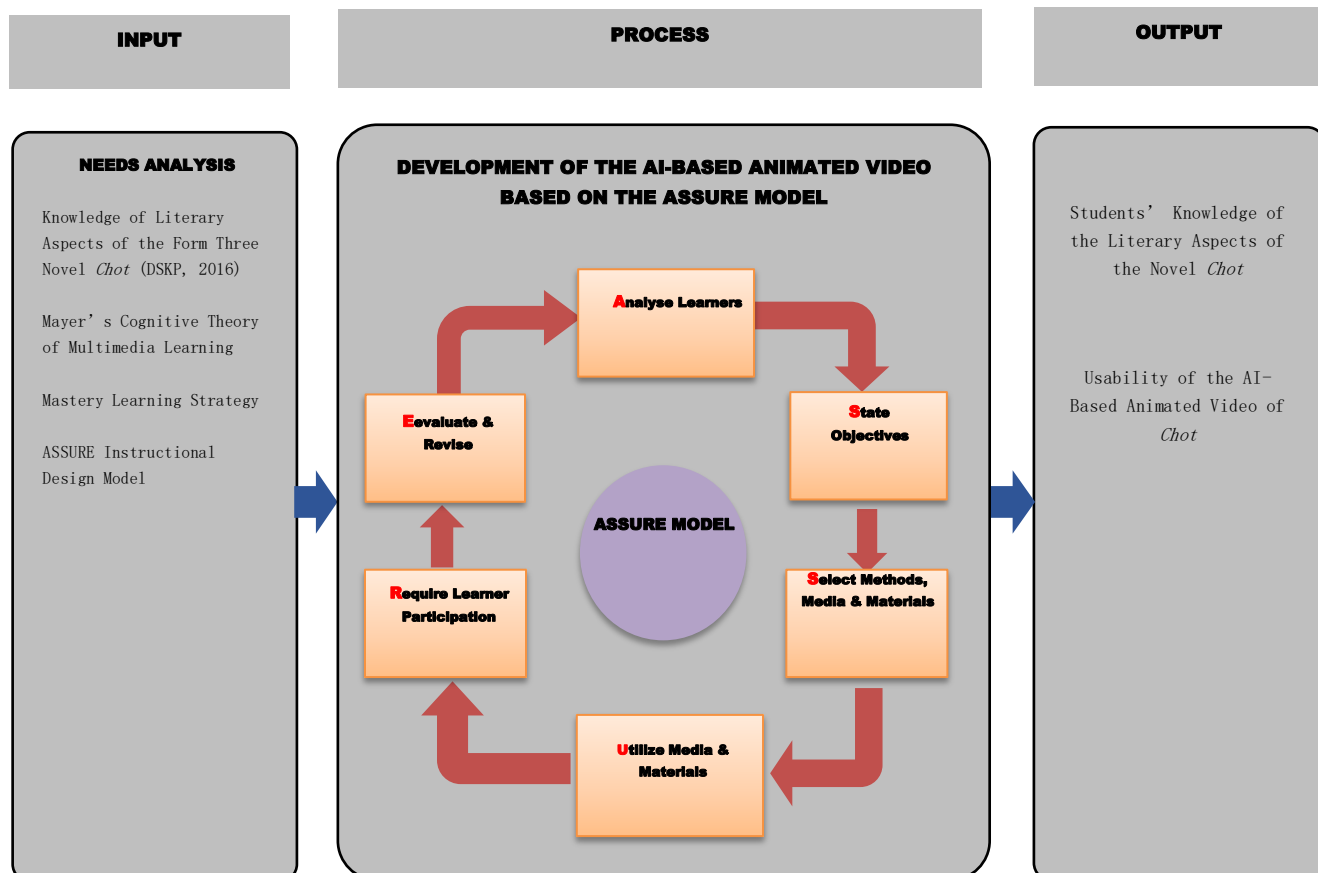 INPUT
PROCESS
OUTPUT
NEEDS ANALYSIS
Knowledge of Literary
Aspects of the Form Three
Novel Chot (DSKP, 2016)
Mayer’s Cognitive Theory
of Multimedia Learning
Mastery Learning Strategy
ASSURE Instructional
Design Model
DEVELOPMENT OF THE AI-BASED ANIMATED VIDEO
BASED ON THE ASSURE MODEL
Analyse Learners
State
Objectives
Select Methods,
Media & Materials
Utilize Media &
Materials
Require Learner
Participation
Eevaluate &
Revise
ASSURE MODEL
Students’ Knowledge of
the Literary Aspects of
the Novel Chot
Usability of the AI-
Based Animated Video of
Chot